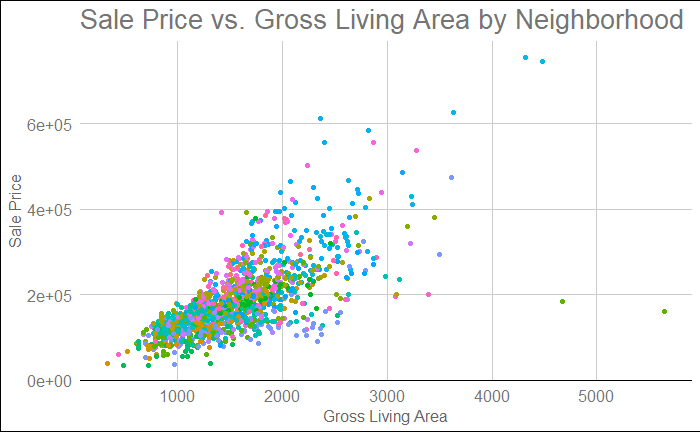 Sale Price vs. Gross Living Area by Neighborhood
6e+05
4e+05
2e+05
0e+00
Sale Price
1000 2000 3000 4000 5000
Gross Living Area